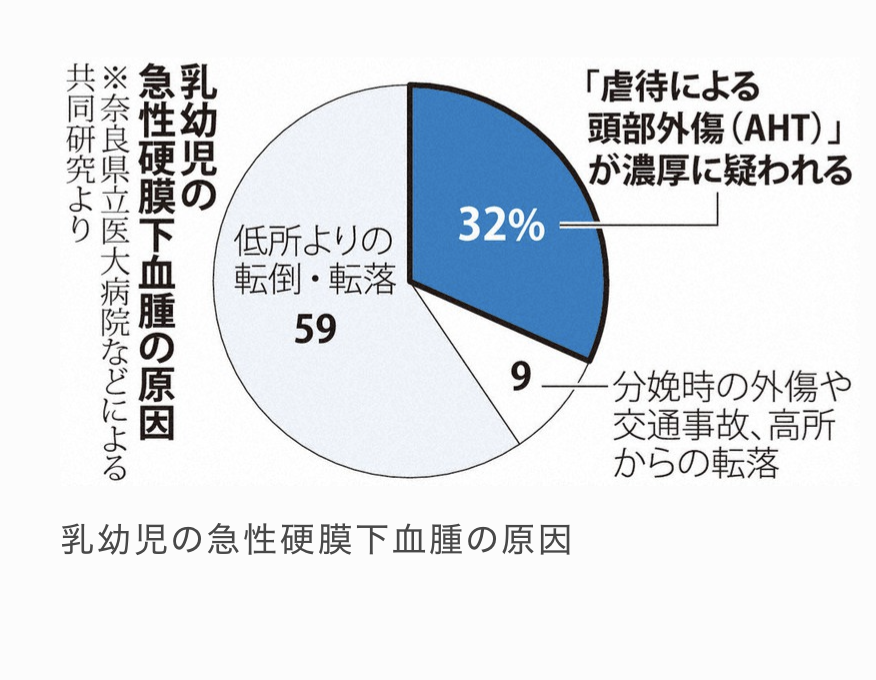 乳幼児の
急性硬膜下血腫の原因
※奈良県立医大病院などによる
共同研究より
「虐待による
頭部外傷（AHT）」
が濃厚に疑われる
32%
低所よりの
転倒・転落
59
9
分娩時の外傷や
交通事故、高所
からの転落
乳幼児の急性硬膜下血腫の原因